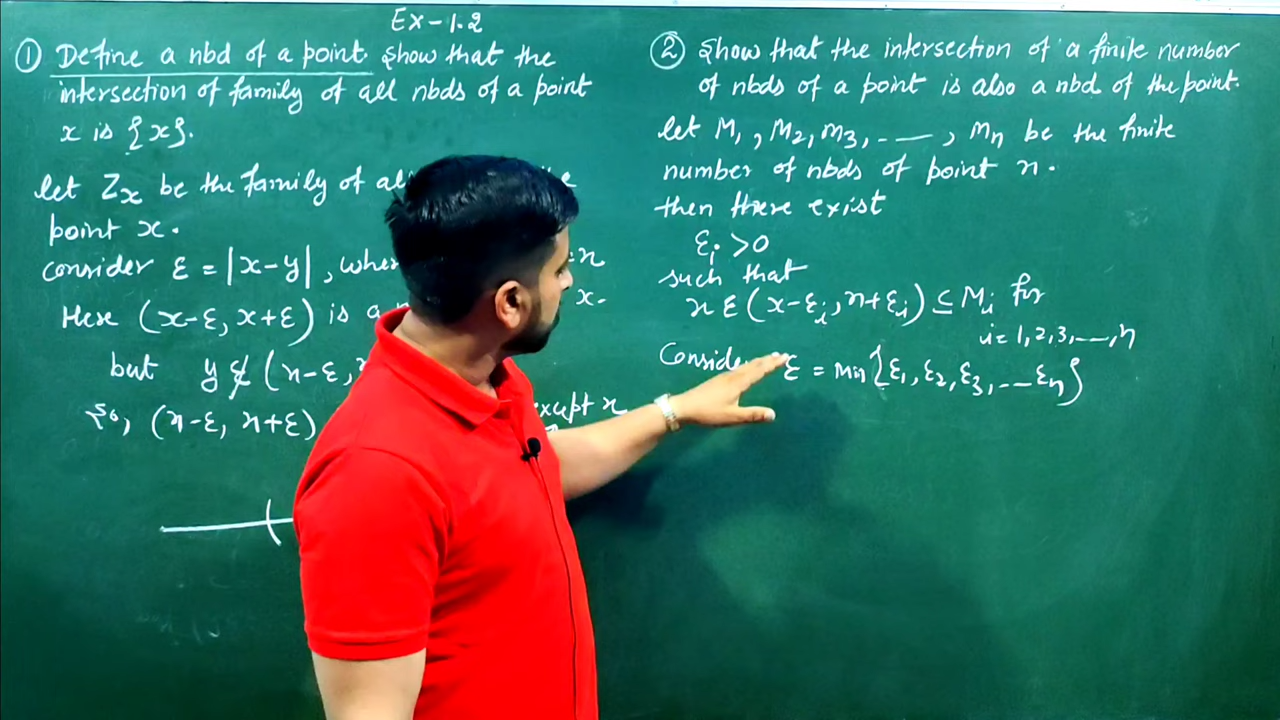 Ex-1.2
① Define a nbd of a point show that the
intersection of family of all nbds of a point
x is {x}.
let Zx be the family of al
point x.
consider ε = |x-y|, wher
Here (x-ε, x+ε) is a n x.
but y ∉ (x-ε,
So, (x-ε, x+ε) except x
② Show that the intersection of a finite number
of nbds of a point is also a nbd of the point.
let M₁, M₂, m₃, -----, Mn be the finite
number of nbds of point x.
then there exist
εi >0
such that
x ∈ (x-εi, x+εi) ⊆ Mi for
i=1,2,3,----,n
Conside ε = Min{ε₁, ε₂, ε₃, ---εn}